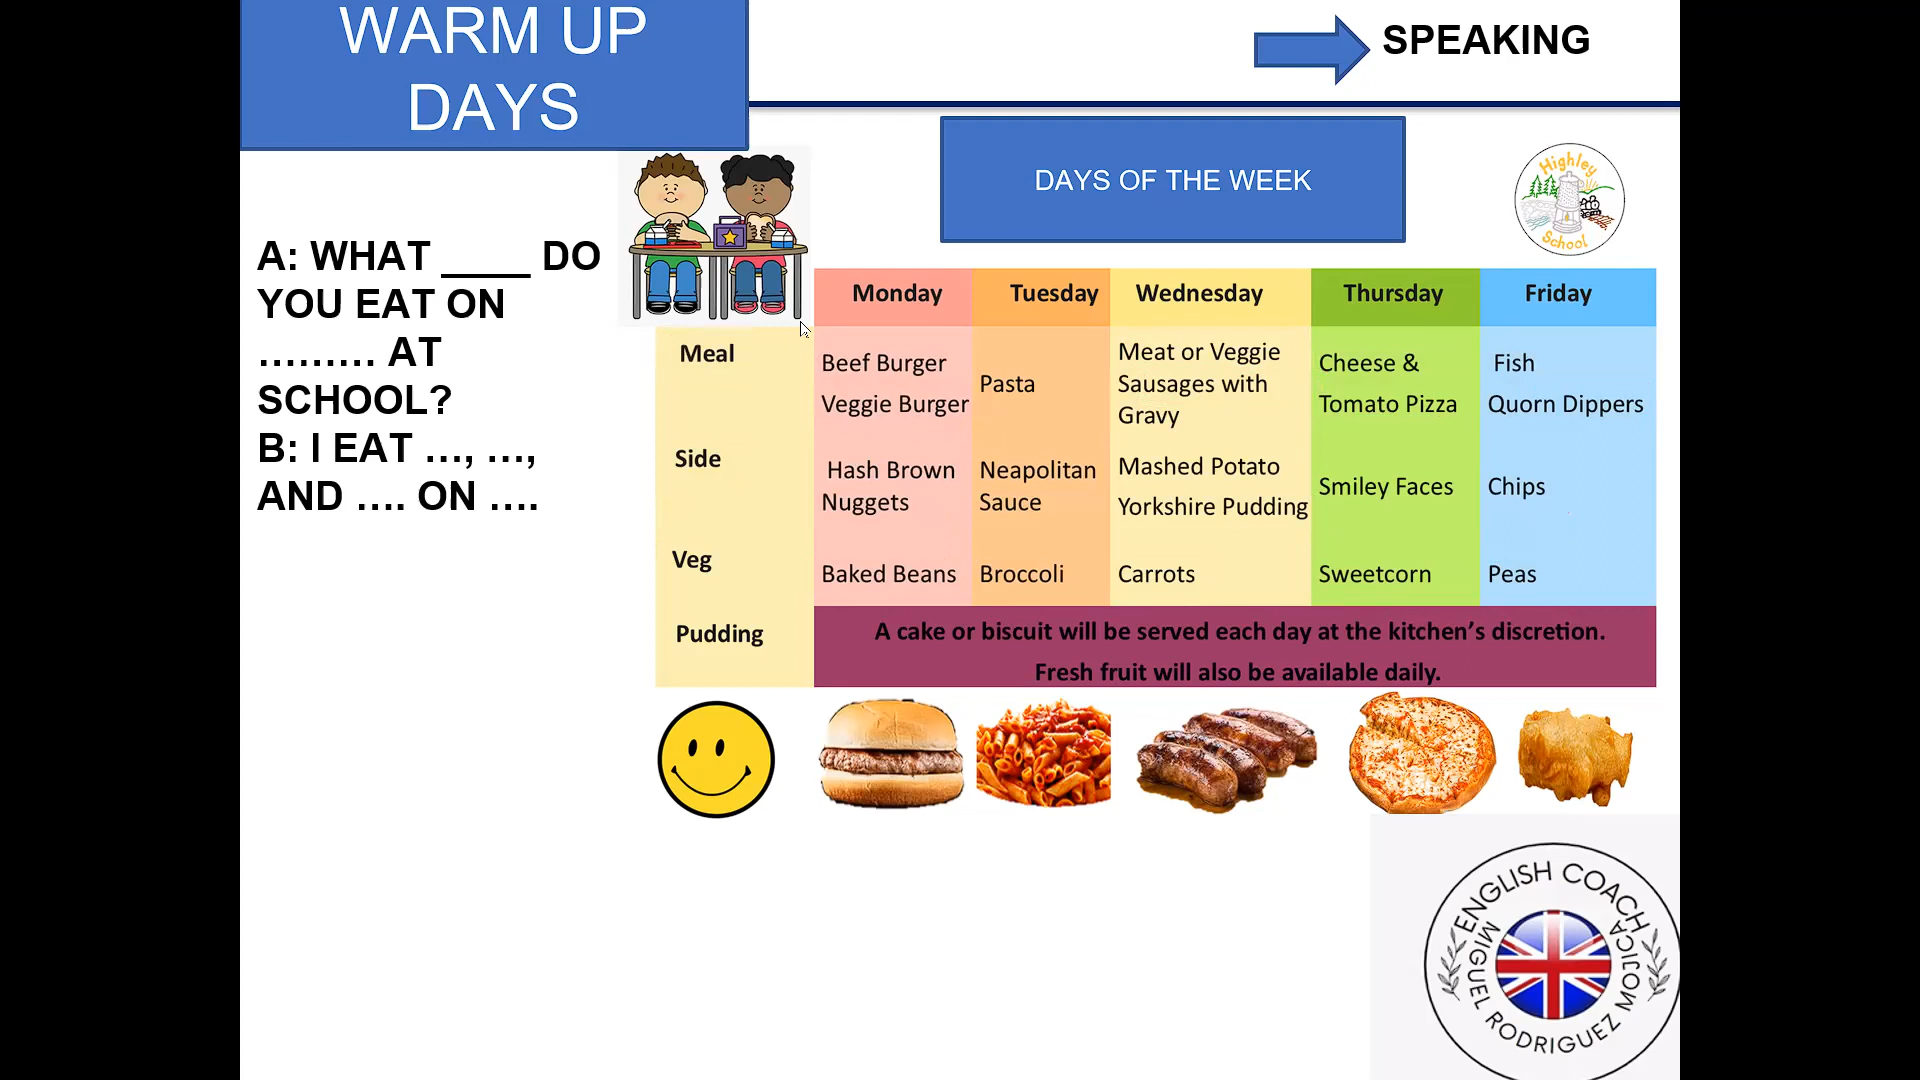 WARM UP
DAYS
SPEAKING
DAYS OF THE WEEK
Highley
School
A: WHAT ____ DO
YOU EAT ON
......... AT
SCHOOL?
B: I EAT ..., ...,
AND .... ON ....
Monday Tuesday Wednesday Thursday Friday
Meal
Beef Burger
Veggie Burger
Pasta
Meat or Veggie
Sausages with
Gravy
Cheese &
Tomato Pizza
Fish
Quorn Dippers
Side
Hash Brown
Nuggets
Neapolitan
Sauce
Mashed Potato
Yorkshire Pudding
Smiley Faces
Chips
Veg
Baked Beans
Broccoli
Carrots
Sweetcorn
Peas
Pudding
A cake or biscuit will be served each day at the kitchen’s discretion.
Fresh fruit will also be available daily.
ENGLISH COACH
MIGUEL RODRIGUEZ MOJICA